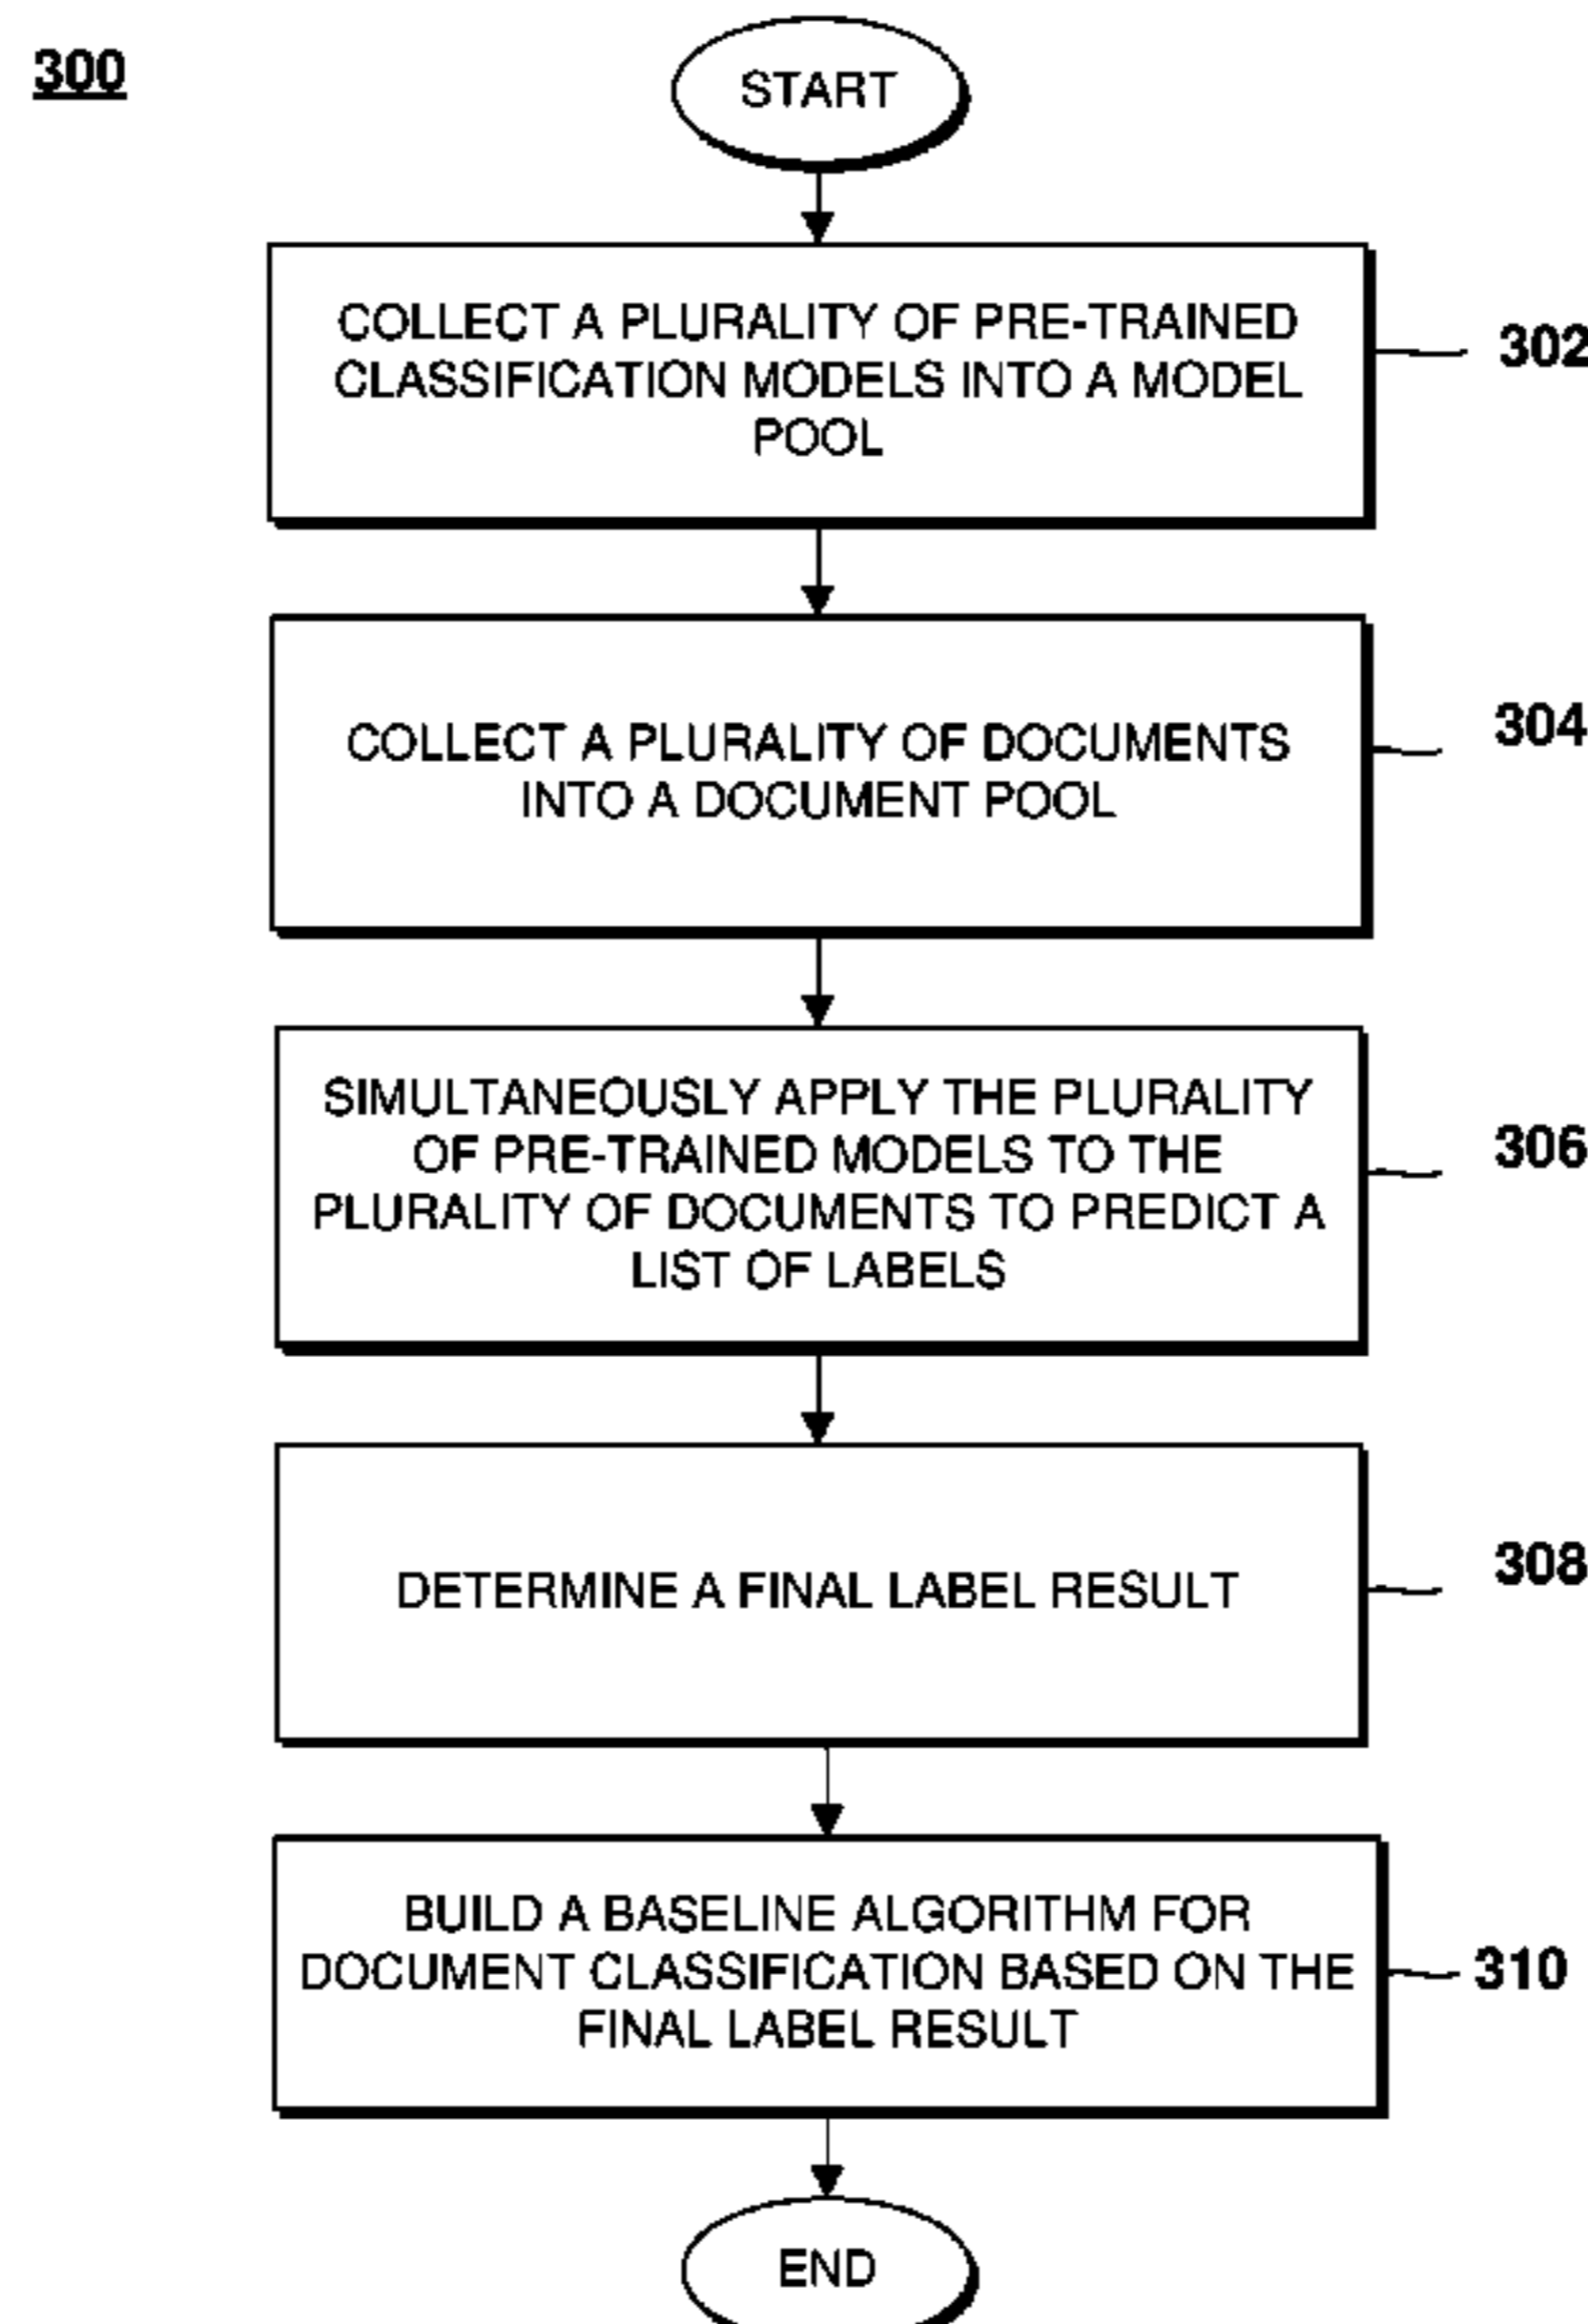 300
START
COLLECT A PLURALITY OF PRE-TRAINED
CLASSIFICATION MODELS INTO A MODEL
POOL
302
COLLECT A PLURALITY OF DOCUMENTS
INTO A DOCUMENT POOL
304
SIMULTANEOUSLY APPLY THE PLURALITY
OF PRE-TRAINED MODELS TO THE
PLURALITY OF DOCUMENTS TO PREDICT A
LIST OF LABELS
306
DETERMINE A FINAL LABEL RESULT
308
BUILD A BASELINE ALGORITHM FOR
DOCUMENT CLASSIFICATION BASED ON THE
FINAL LABEL RESULT
310
END